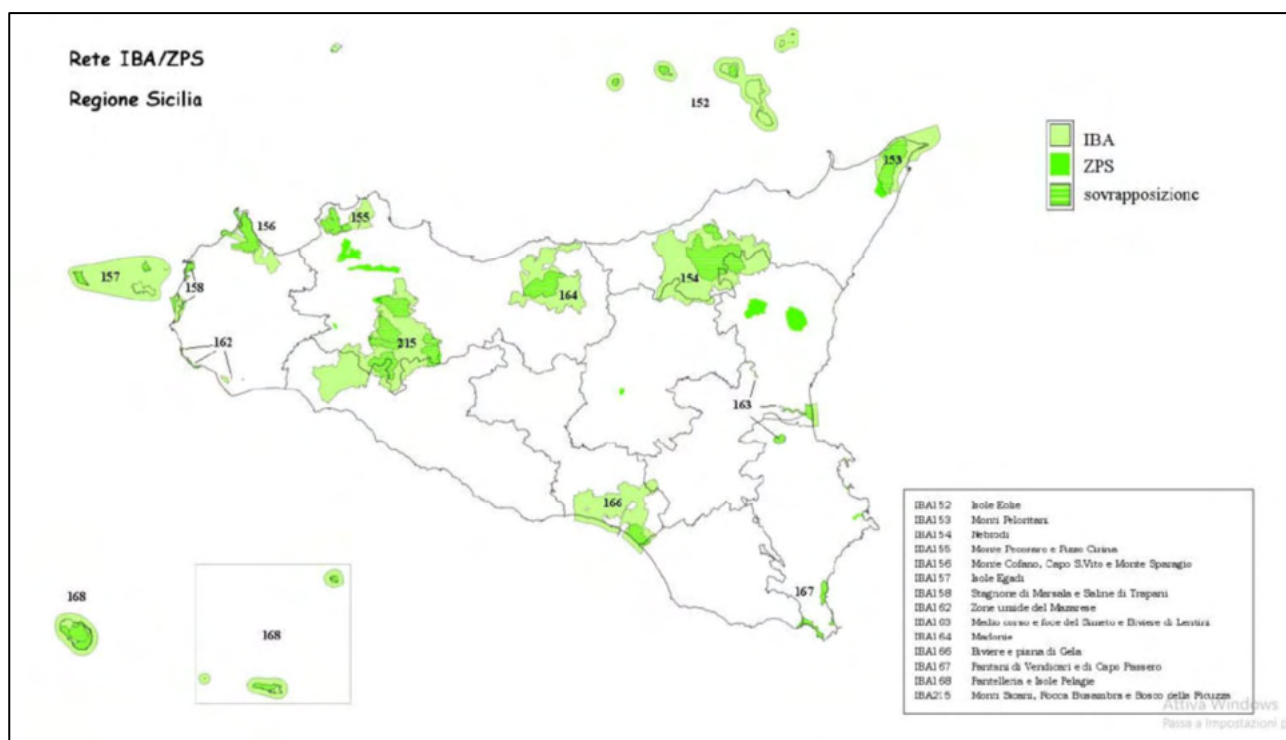 Rete IBA/ZPS
Regione Sicilia
152
IBA
ZPS
sovrapposizione
153
156
155
157
154
158
164
215
162
163
166
167
168
168
IBA152 Isole Eolie
IBA153 Monti Peloritani
IBA154 Nebrodi
IBA155 Monte Pecoraro e Pizzo Cirina
IBA156 Monte Cofano, Capo S.Vito e Monte Sparagio
IBA157 Isole Egadi
IBA158 Stagnone di Marsala e Saline di Trapani
IBA162 Zone umide del Mazarese
IBA163 Medio corso e foce del Simeto e Biviere di Lentini
IBA164 Madonie
IBA166 Biviere e piana di Gela
IBA167 Pantani di Vendicari e di Capo Passero
IBA168 Pantelleria e Isole Pelagie
IBA215 Monti Sicani, Rocca Busambra e Bosco della Ficuzza
Attiva Windows
Passa a Impostazioni p